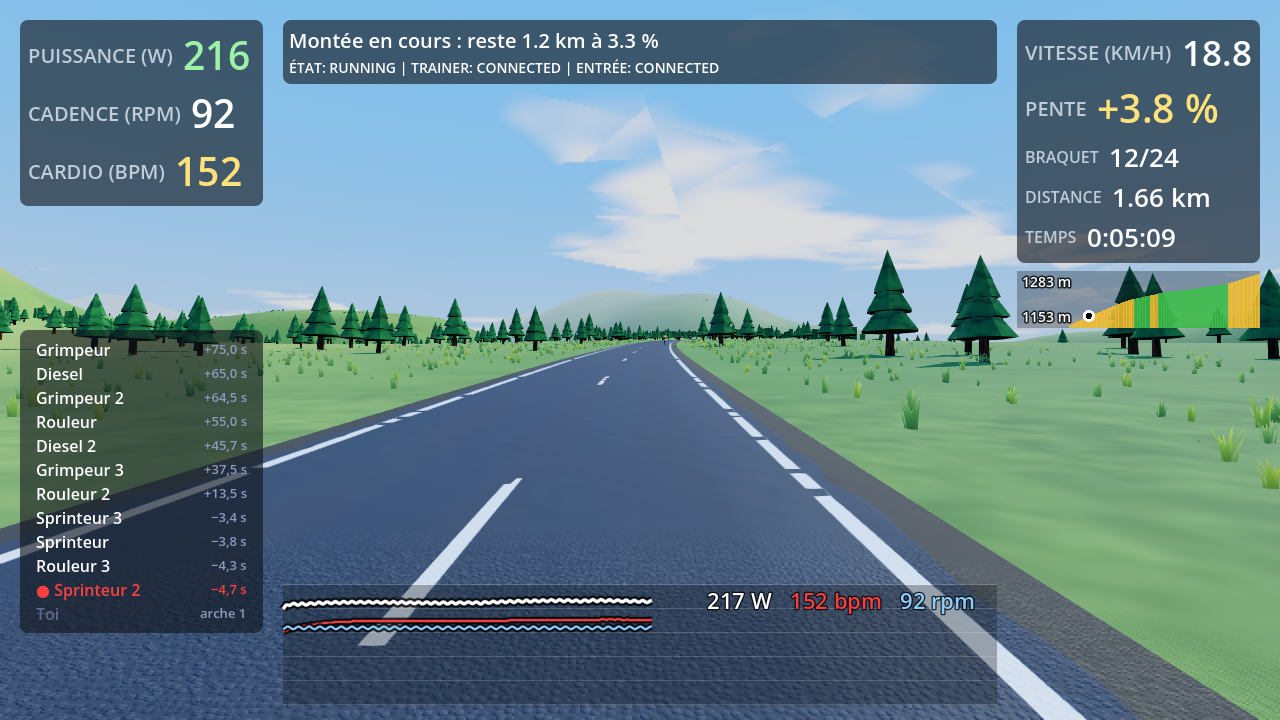 PUISSANCE (W) 216
CADENCE (RPM) 92
CARDIO (BPM) 152
Montée en cours : reste 1.2 km à 3.3 %
ÉTAT: RUNNING | TRAINER: CONNECTED | ENTRÉE: CONNECTED
VITESSE (KM/H) 18.8
PENTE +3.8 %
BRAQUET 12/24
DISTANCE 1.66 km
TEMPS 0:05:09
1283 m
1153 m
Grimpeur +75,0 s
Diesel +65,0 s
Grimpeur 2 +64,5 s
Rouleur +55,0 s
Diesel 2 +45,7 s
Grimpeur 3 +37,5 s
Rouleur 2 +13,5 s
Sprinteur 3 −3,4 s
Sprinteur −3,8 s
Rouleur 3 −4,3 s
Sprinteur 2 −4,7 s
Toi arche 1
217 W 152 bpm 92 rpm